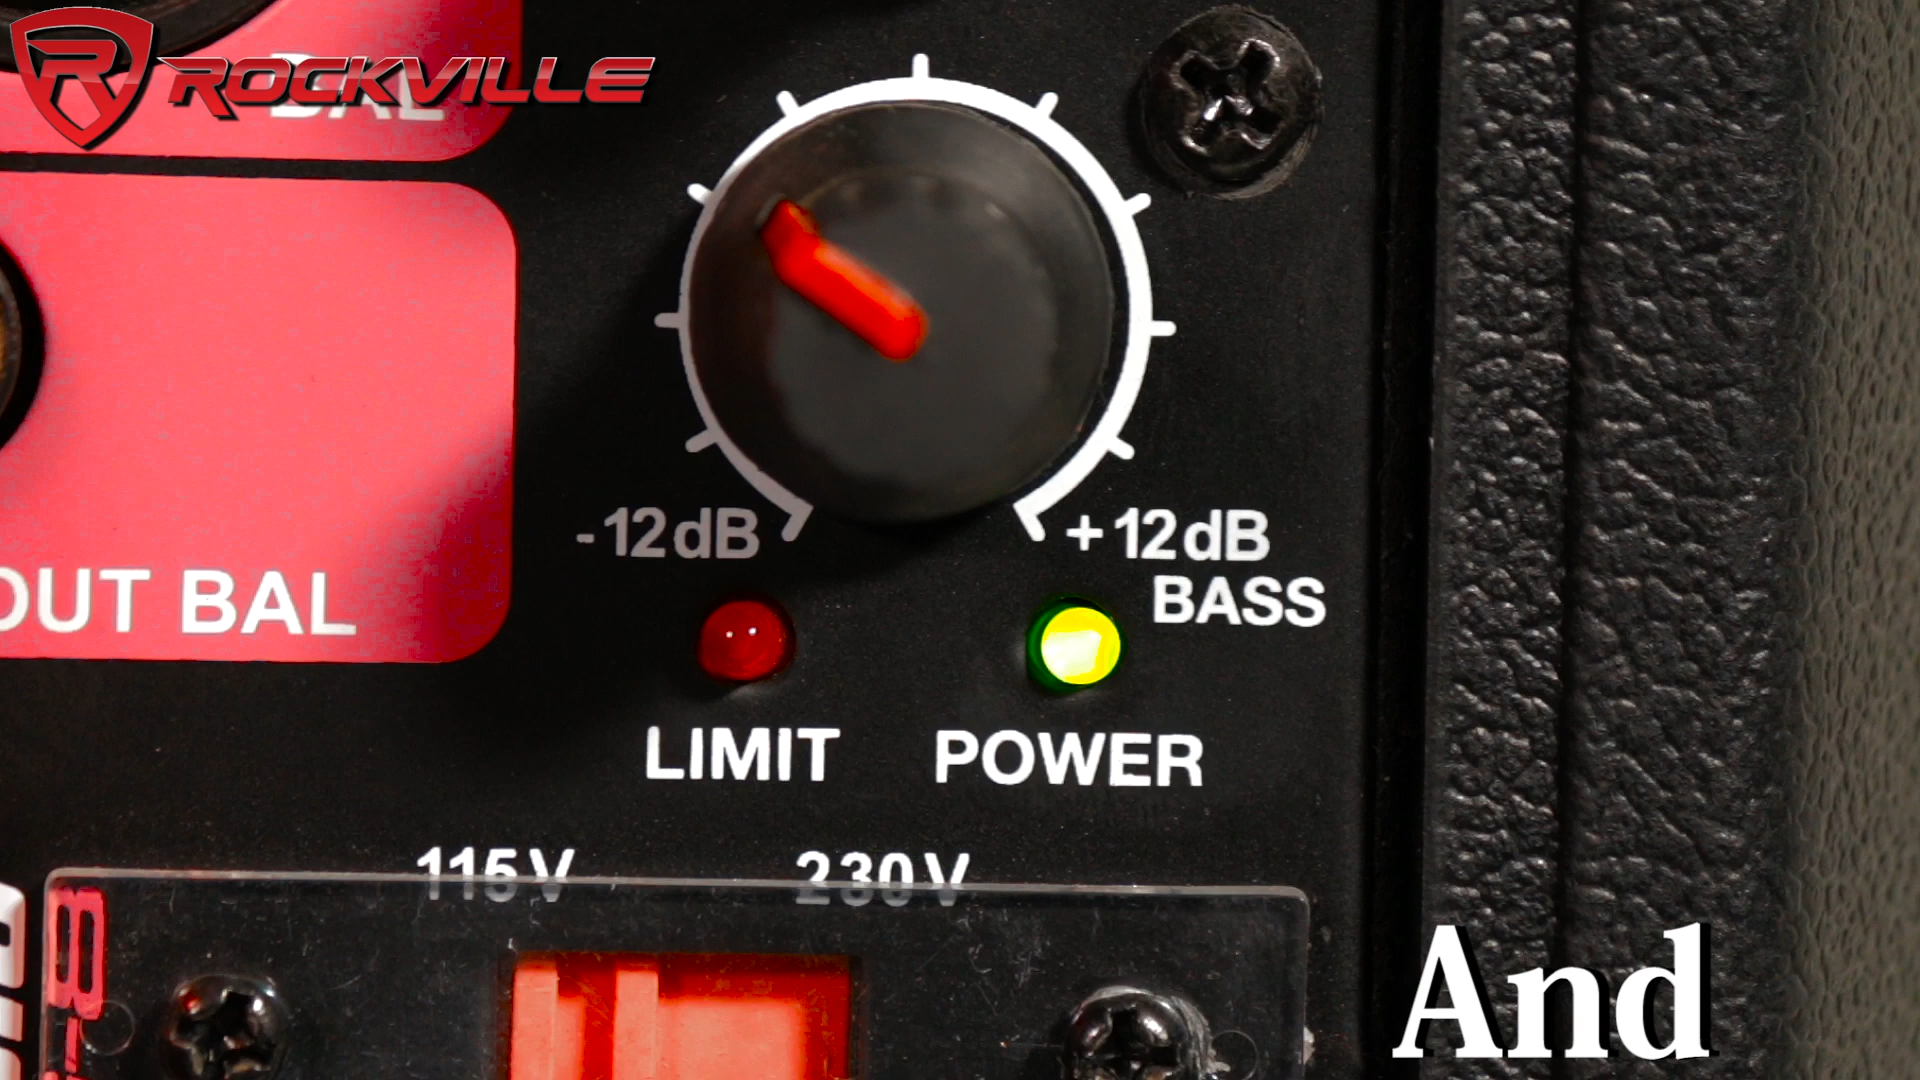 ROCKVILLE
BAL
-12dB
+12dB
BASS
OUT BAL
LIMIT
POWER
115V
230V
And